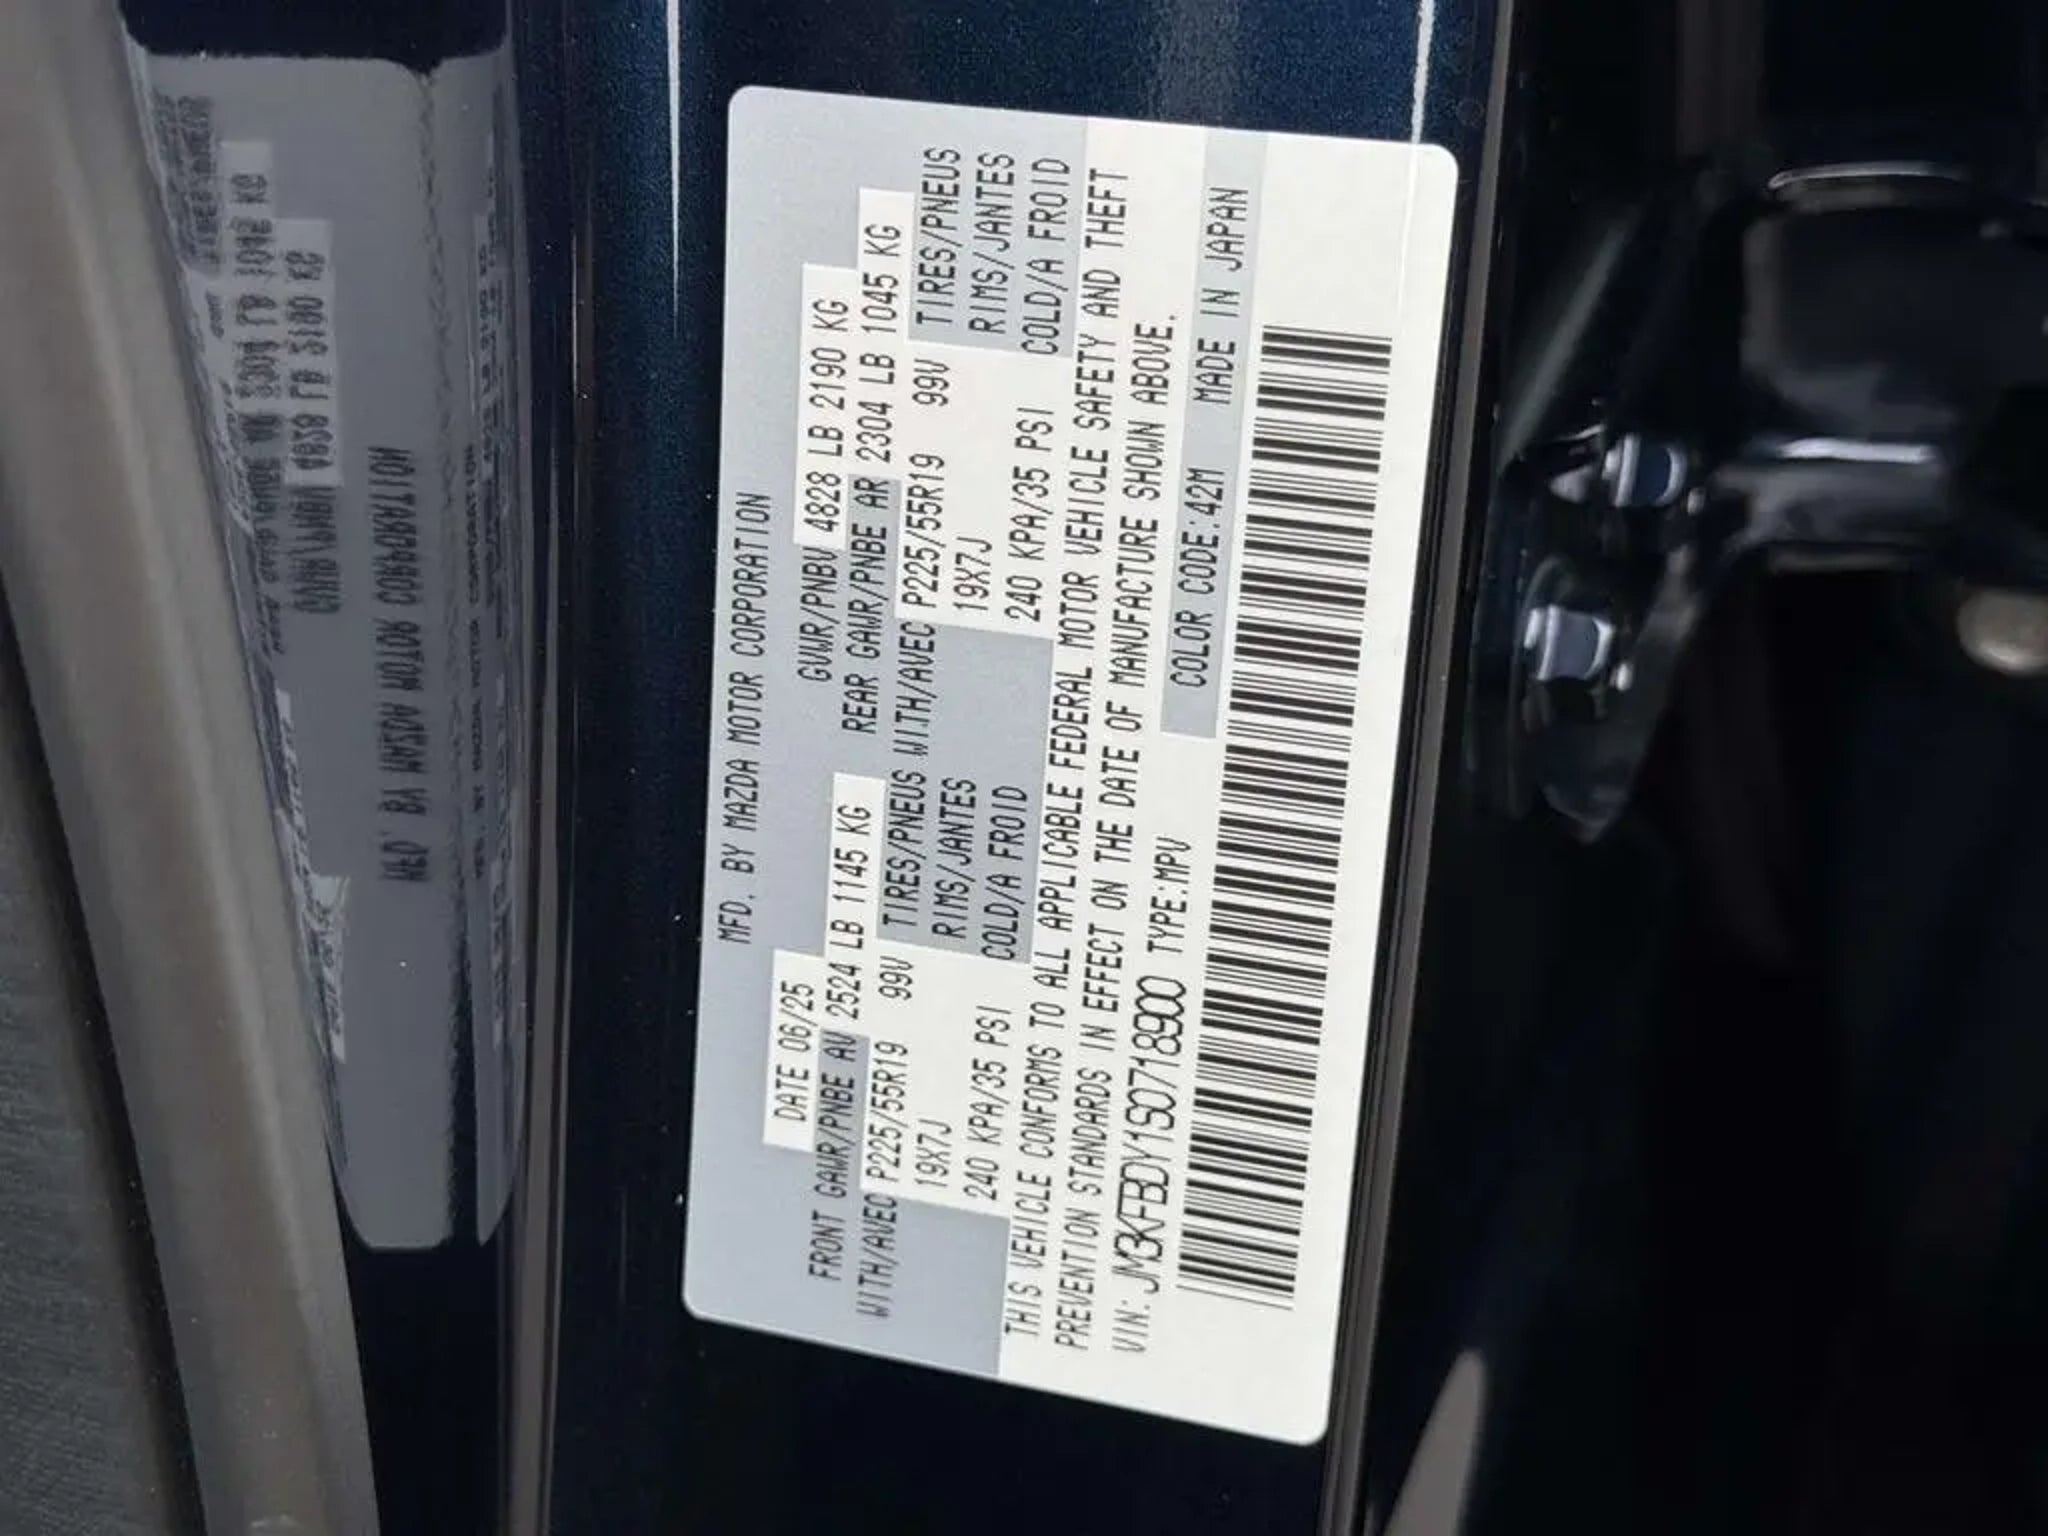 MFD. BY MAZDA MOTOR CORPORATION
DATE 06/25 GVWR/PNBV 4828 LB 2190 KG
FRONT GAWR/PNBE AV 2524 LB 1145 KG REAR GAWR/PNBE AR 2304 LB 1045 KG
WITH/AVEC P225/55R19 99V TIRES/PNEUS WITH/AVEC P225/55R19 99V TIRES/PNEUS
19X7J RIMS/JANTES 19X7J RIMS/JANTES
240 KPA/35 PSI COLD/A FROID 240 KPA/35 PSI COLD/A FROID
THIS VEHICLE CONFORMS TO ALL APPLICABLE FEDERAL MOTOR VEHICLE SAFETY AND THEFT
PREVENTION STANDARDS IN EFFECT ON THE DATE OF MANUFACTURE SHOWN ABOVE.
VIN: JM3KFBDY1S0718900 TYPE:MPV COLOR CODE:42M MADE IN JAPAN